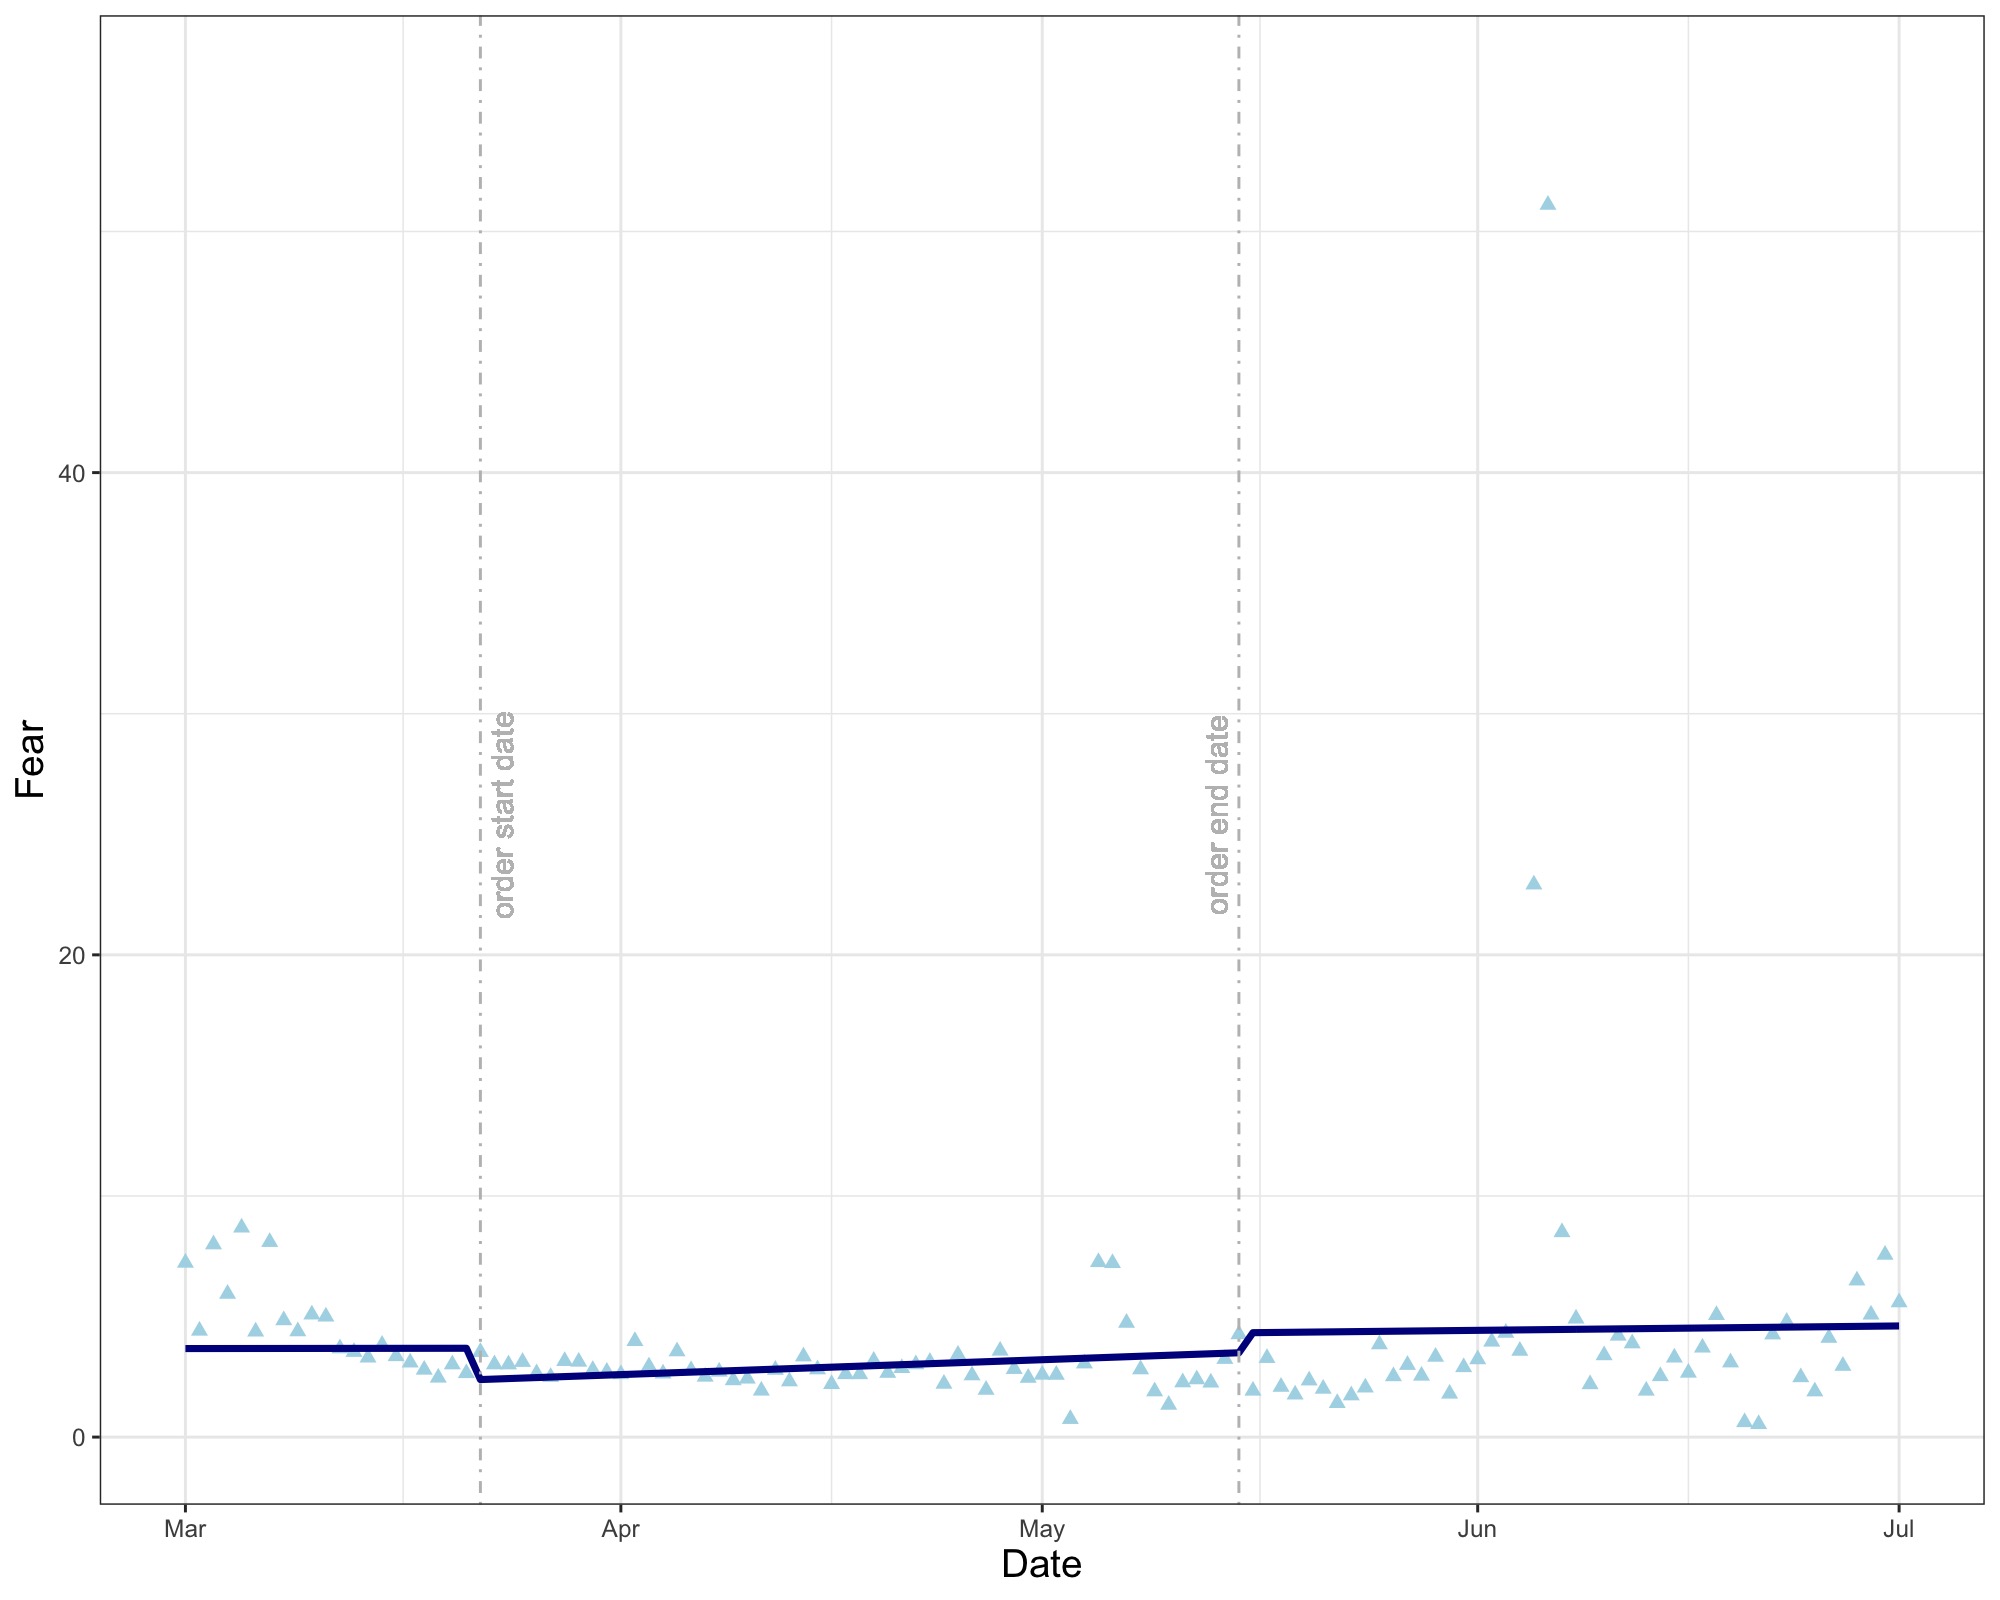 Fear
40
20
0
order start date
order end date
Mar
Apr
May
Jun
Jul
Date